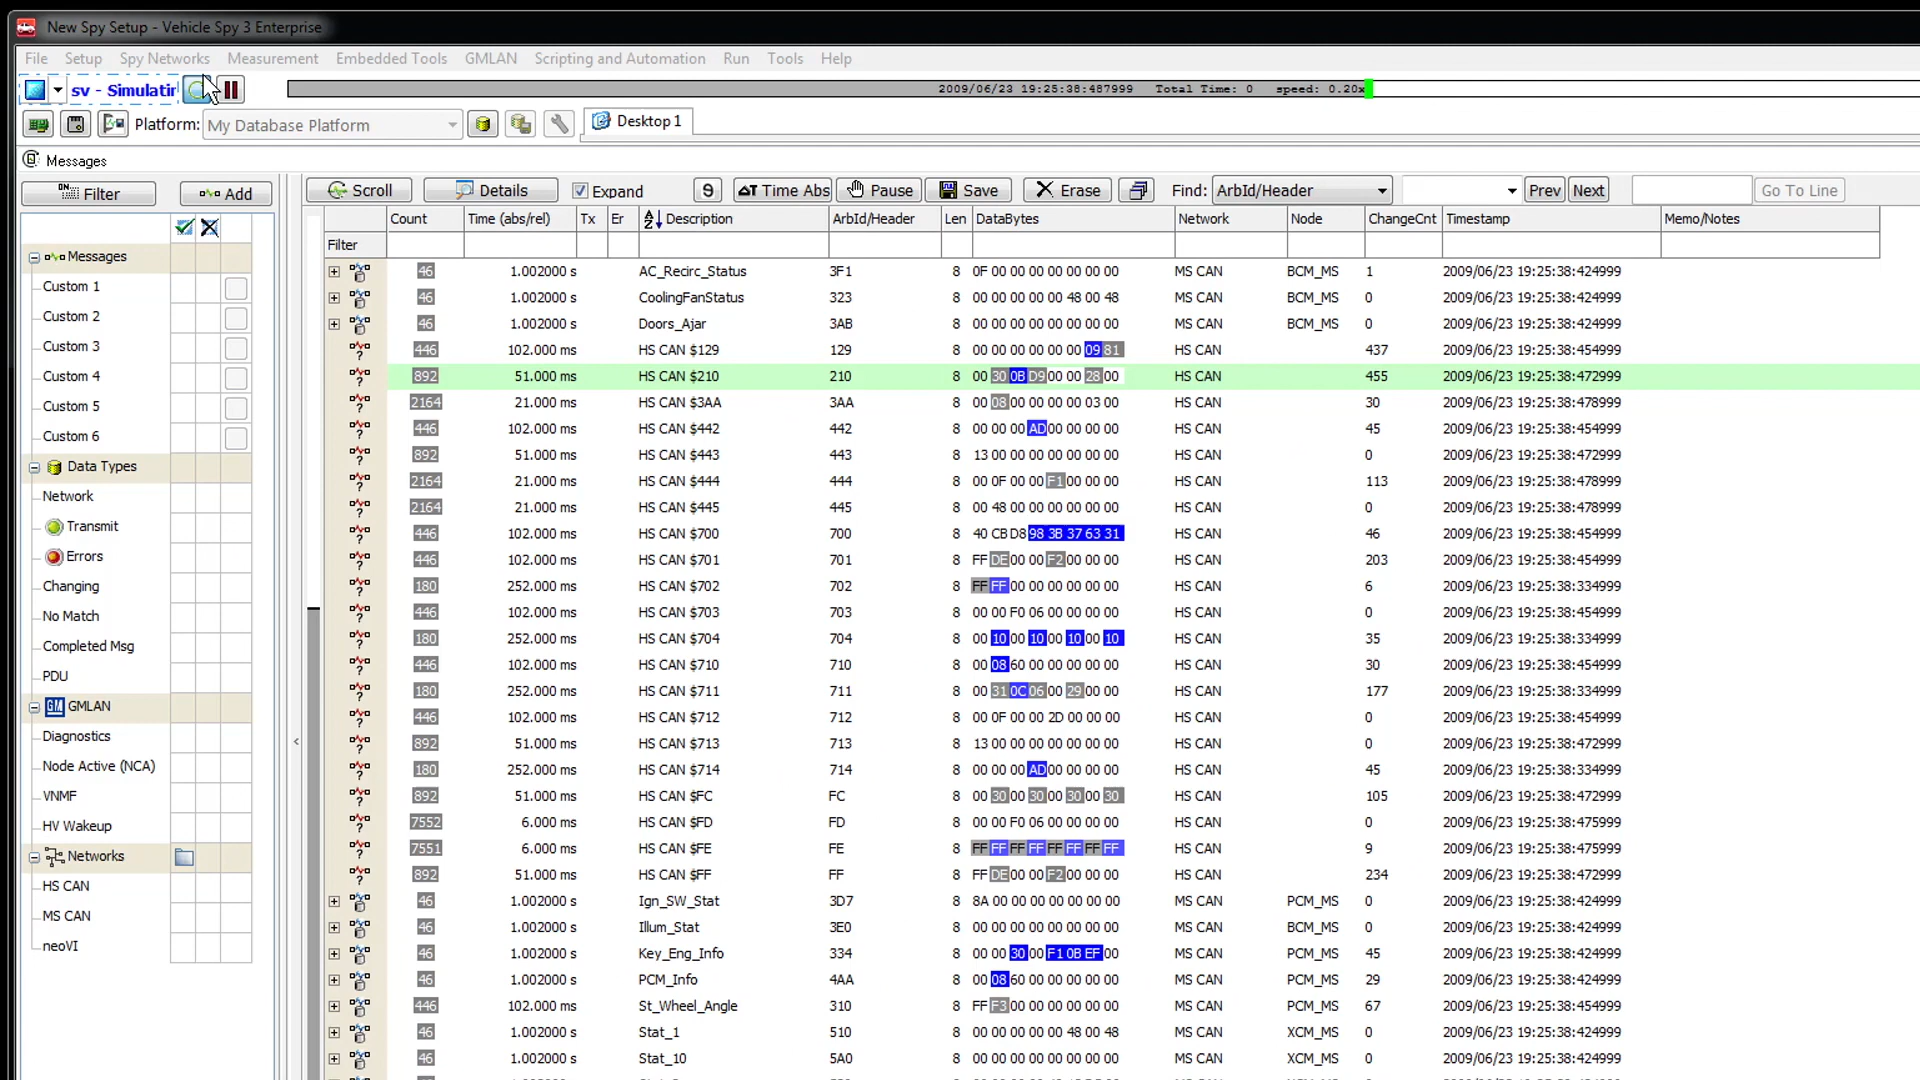 New Spy Setup - Vehicle Spy 3 Enterprise
File Setup Spy Networks Measurement Embedded Tools GMLAN Scripting and Automation Run Tools Help
sv - Simulatir 2009/06/23 19:25:38:487999 Total Time: 0 speed: 0.20x
Platform: My Database Platform Desktop 1
Messages
Filter Add Scroll Details Expand Time Abs Pause Save Erase Find: ArbId/Header Prev Next Go To Line
Count Time (abs/rel) Tx Er Description ArbId/Header Len DataBytes Network Node ChangeCnt Timestamp Memo/Notes
Filter
Messages
Custom 1
Custom 2
Custom 3
Custom 4
Custom 5
Custom 6
Data Types
Network
Transmit
Errors
Changing
No Match
Completed Msg
PDU
GM GMLAN
Diagnostics
Node Active (NCA)
VNMF
HV Wakeup
Networks
HS CAN
MS CAN
neoVI
46 1.002000 s AC_Recirc_Status 3F1 8 0F 00 00 00 00 00 00 00 MS CAN BCM_MS 1 2009/06/23 19:25:38:424999
46 1.002000 s CoolingFanStatus 323 8 00 00 00 00 00 48 00 48 MS CAN BCM_MS 0 2009/06/23 19:25:38:424999
46 1.002000 s Doors_Ajar 3AB 8 00 00 00 00 00 00 00 00 MS CAN BCM_MS 0 2009/06/23 19:25:38:424999
446 102.000 ms HS CAN $129 129 8 00 00 00 00 00 00 09 81 HS CAN 437 2009/06/23 19:25:38:454999
892 51.000 ms HS CAN $210 210 8 00 30 0B D9 00 00 28 00 HS CAN 455 2009/06/23 19:25:38:472999
2164 21.000 ms HS CAN $3AA 3AA 8 00 08 00 00 00 00 03 00 HS CAN 30 2009/06/23 19:25:38:478999
446 102.000 ms HS CAN $442 442 8 00 00 00 AD 00 00 00 00 HS CAN 45 2009/06/23 19:25:38:454999
892 51.000 ms HS CAN $443 443 8 13 00 00 00 00 00 00 00 HS CAN 0 2009/06/23 19:25:38:472999
2164 21.000 ms HS CAN $444 444 8 00 0F 00 00 F1 00 00 00 HS CAN 113 2009/06/23 19:25:38:478999
2164 21.000 ms HS CAN $445 445 8 00 48 00 00 00 00 00 00 HS CAN 0 2009/06/23 19:25:38:478999
446 102.000 ms HS CAN $700 700 8 40 CB D8 98 3B 37 63 31 HS CAN 46 2009/06/23 19:25:38:454999
446 102.000 ms HS CAN $701 701 8 FF DE 00 00 F2 00 00 00 HS CAN 203 2009/06/23 19:25:38:454999
180 252.000 ms HS CAN $702 702 8 FF FF 00 00 00 00 00 00 HS CAN 6 2009/06/23 19:25:38:334999
446 102.000 ms HS CAN $703 703 8 00 00 F0 06 00 00 00 00 HS CAN 0 2009/06/23 19:25:38:454999
180 252.000 ms HS CAN $704 704 8 00 10 00 10 00 10 00 10 HS CAN 35 2009/06/23 19:25:38:334999
446 102.000 ms HS CAN $710 710 8 00 08 60 00 00 00 00 00 HS CAN 30 2009/06/23 19:25:38:454999
180 252.000 ms HS CAN $711 711 8 00 31 0C 06 00 29 00 00 HS CAN 177 2009/06/23 19:25:38:334999
446 102.000 ms HS CAN $712 712 8 00 0F 00 00 2D 00 00 00 HS CAN 0 2009/06/23 19:25:38:454999
892 51.000 ms HS CAN $713 713 8 13 00 00 00 00 00 00 00 HS CAN 0 2009/06/23 19:25:38:472999
180 252.000 ms HS CAN $714 714 8 00 00 00 AD 00 00 00 00 HS CAN 45 2009/06/23 19:25:38:334999
892 51.000 ms HS CAN $FC FC 8 00 30 00 30 00 30 00 30 HS CAN 105 2009/06/23 19:25:38:472999
7552 6.000 ms HS CAN $FD FD 8 00 00 F0 06 00 00 00 00 HS CAN 0 2009/06/23 19:25:38:475999
7551 6.000 ms HS CAN $FE FE 8 FF FF FF FF FF FF FF FF HS CAN 9 2009/06/23 19:25:38:475999
892 51.000 ms HS CAN $FF FF 8 FF DE 00 00 F2 00 00 00 HS CAN 234 2009/06/23 19:25:38:472999
46 1.002000 s Ign_SW_Stat 3D7 8 8A 00 00 00 00 00 00 00 MS CAN PCM_MS 0 2009/06/23 19:25:38:424999
46 1.002000 s Illum_Stat 3E0 8 00 00 00 00 00 00 00 00 MS CAN BCM_MS 0 2009/06/23 19:25:38:424999
46 1.002000 s Key_Eng_Info 334 8 00 00 30 00 F1 0B EF 00 MS CAN PCM_MS 45 2009/06/23 19:25:38:424999
46 1.002000 s PCM_Info 4AA 8 00 08 60 00 00 00 00 00 MS CAN PCM_MS 29 2009/06/23 19:25:38:424999
446 102.000 ms St_Wheel_Angle 310 8 FF F3 00 00 00 00 00 00 MS CAN PCM_MS 67 2009/06/23 19:25:38:454999
46 1.002000 s Stat_1 510 8 00 00 00 00 00 48 00 48 MS CAN XCM_MS 0 2009/06/23 19:25:38:424999
46 1.002000 s Stat_10 5A0 8 00 00 00 00 00 00 00 00 MS CAN XCM_MS 0 2009/06/23 19:25:38:424999